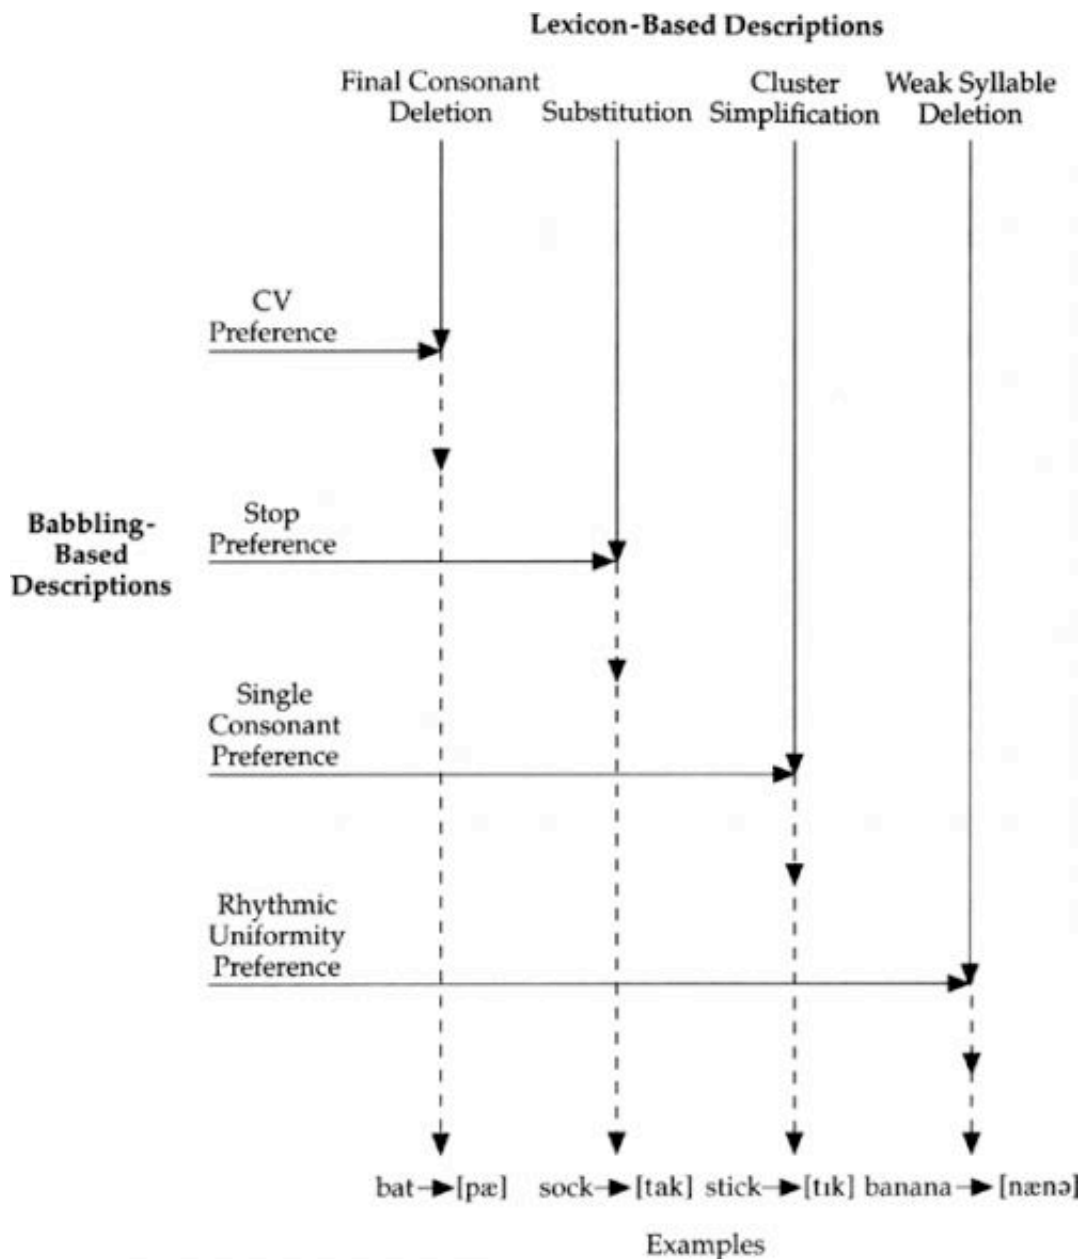 Lexicon-Based Descriptions
Final Consonant
Deletion
Substitution
Cluster
Simplification
Weak Syllable
Deletion
CV
Preference
Babbling-
Based
Descriptions
Stop
Preference
Single
Consonant
Preference
Rhythmic
Uniformity
Preference
bat→[pæ] sock→[tak] stick→[tɪk] banana→[nænə]
Examples